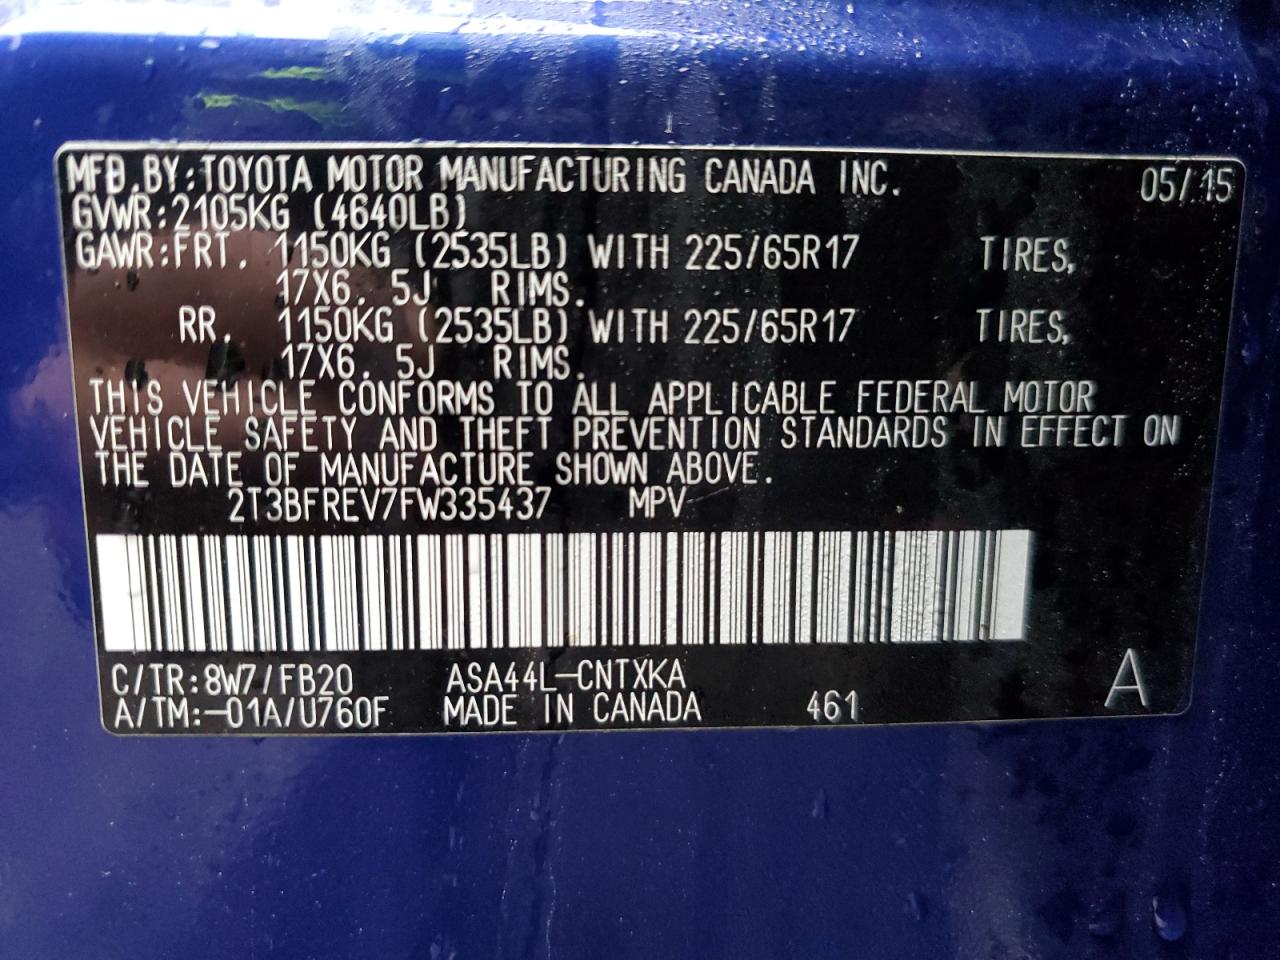 MFD.BY:TOYOTA MOTOR MANUFACTURING CANADA INC. 05/15
GVWR:2105KG (4640LB)
GAWR:FRT. 1150KG (2535LB) WITH 225/65R17 TIRES,
17X6.5J RIMS.
RR. 1150KG (2535LB) WITH 225/65R17 TIRES,
17X6.5J RIMS.
THIS VEHICLE CONFORMS TO ALL APPLICABLE FEDERAL MOTOR
VEHICLE SAFETY AND THEFT PREVENTION STANDARDS IN EFFECT ON
THE DATE OF MANUFACTURE SHOWN ABOVE.
2T3BFREV7FW335437 MPV
C/TR:8W7/FB20 ASA44L-CNTXKA A
A/TM:-01A/U760F MADE IN CANADA 461